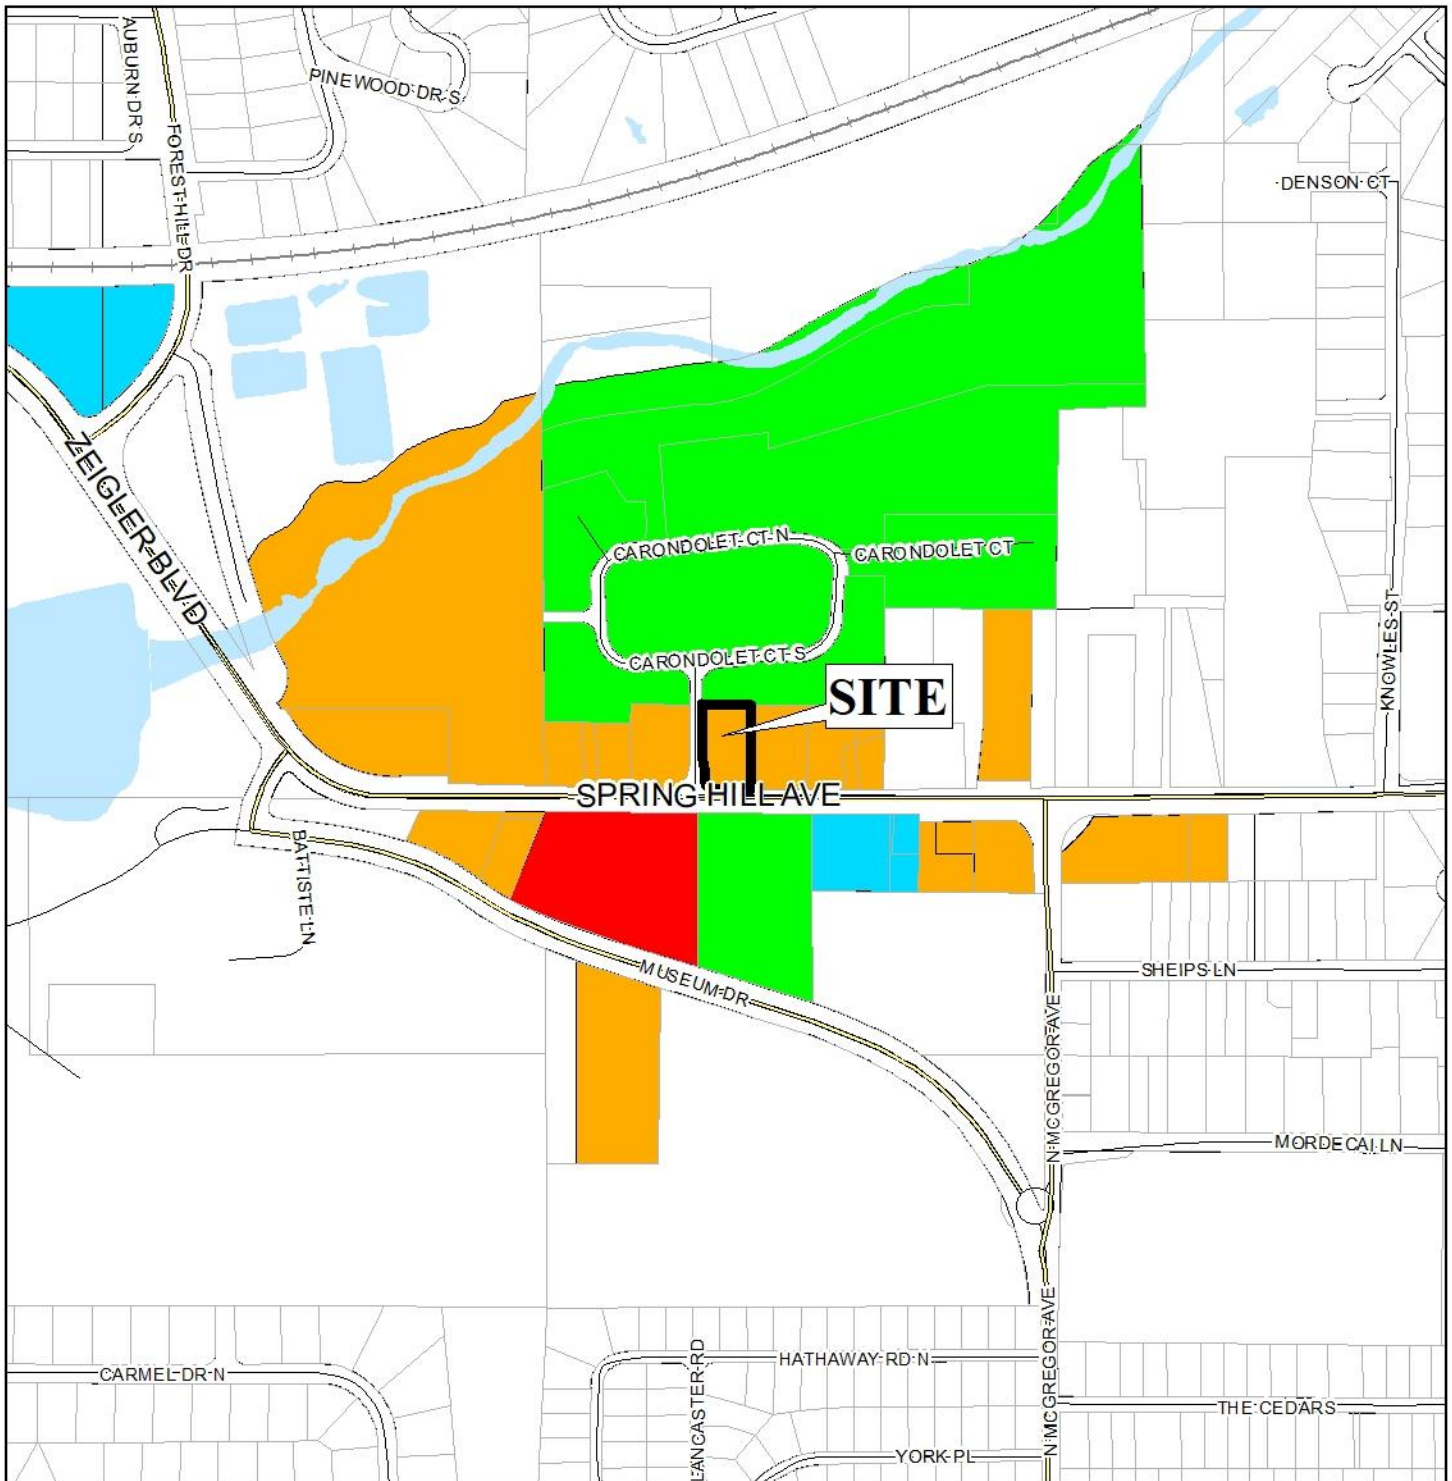 AUBURN DR S
PINEWOOD DR S
FOREST HILL DR
DENSON CT
ZEIGLER BLVD
CARONDOLET CT N
CARONDOLET CT
CARONDOLET CT S
KNOWLES ST
SITE
SPRING HILL AVE
BATTISTE LN
MUSEUM DR
SHEIPS LN
N MCGREGOR AVE
MORDECAI LN
N MCGREGOR AVE
LANCASTER RD
HATHAWAY RD N
CARMEL DR N
THE CEDARS
YORK PL